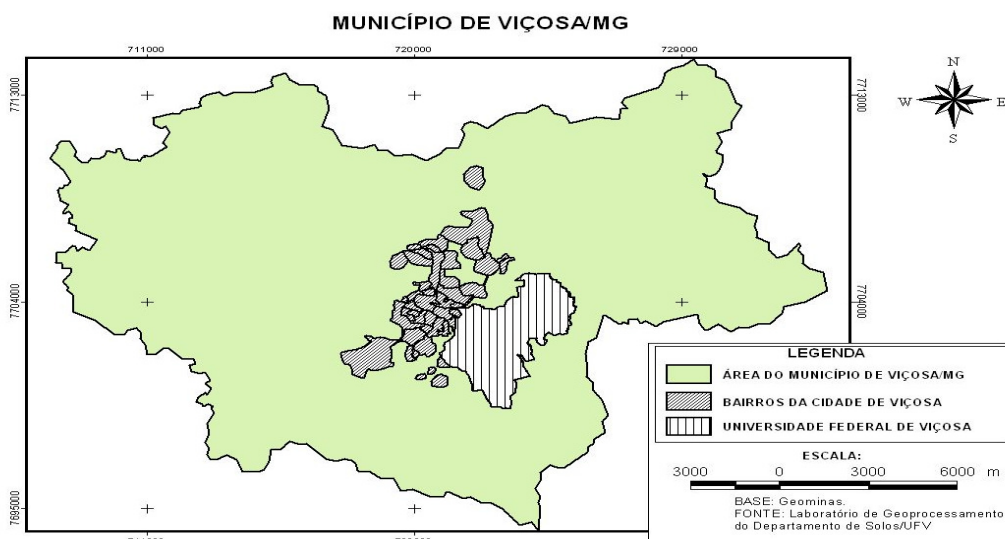 MUNICÍPIO DE VIÇOSA/MG
711000 720000 729000
7713000 7713000
N
W E
S
7704000 7704000
LEGENDA
ÁREA DO MUNICÍPIO DE VIÇOSA/MG
BAIRROS DA CIDADE DE VIÇOSA
UNIVERSIDADE FEDERAL DE VIÇOSA
ESCALA:
3000 0 3000 6000 m
BASE: Geominas.
FONTE: Laboratório de Geoprocessamento
do Departamento de Solos/UFV
7695000